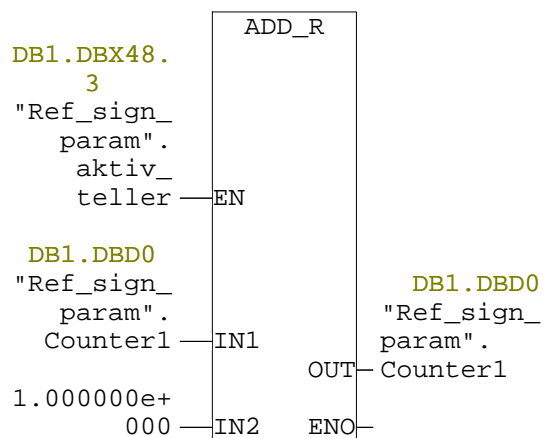 ADD_R
DB1.DBX48.
3
"Ref_sign_
param".
aktiv_
teller
EN
DB1.DBD0
"Ref_sign_
param".
Counter1
IN1
DB1.DBD0
"Ref_sign_
param".
OUT
Counter1
1.000000e+
000
IN2
ENO